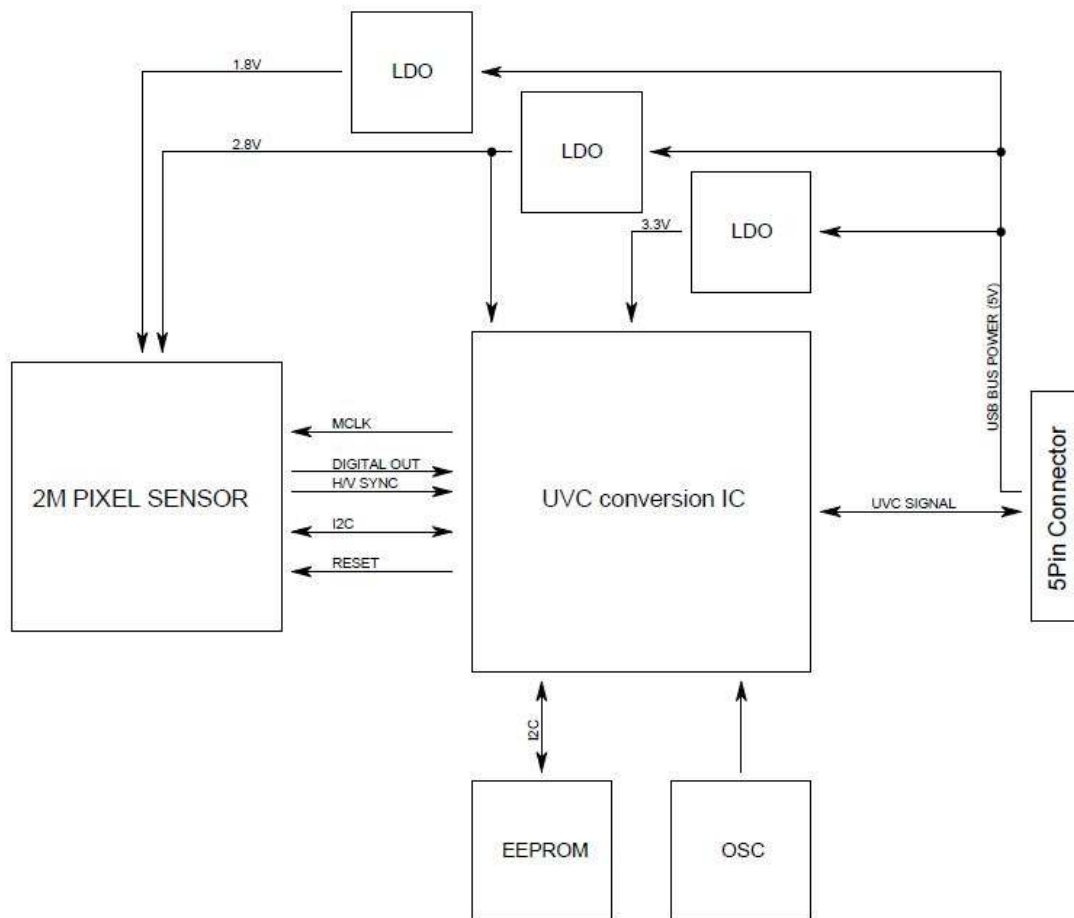 1.8V
LDO
2.8V
LDO
3.3V
LDO
USB BUS POWER (5V)
MCLK
DIGITAL OUT
H/V SYNC
2M PIXEL SENSOR
UVC conversion IC
UVC SIGNAL
5Pin Connector
I2C
RESET
I2C
EEPROM
OSC